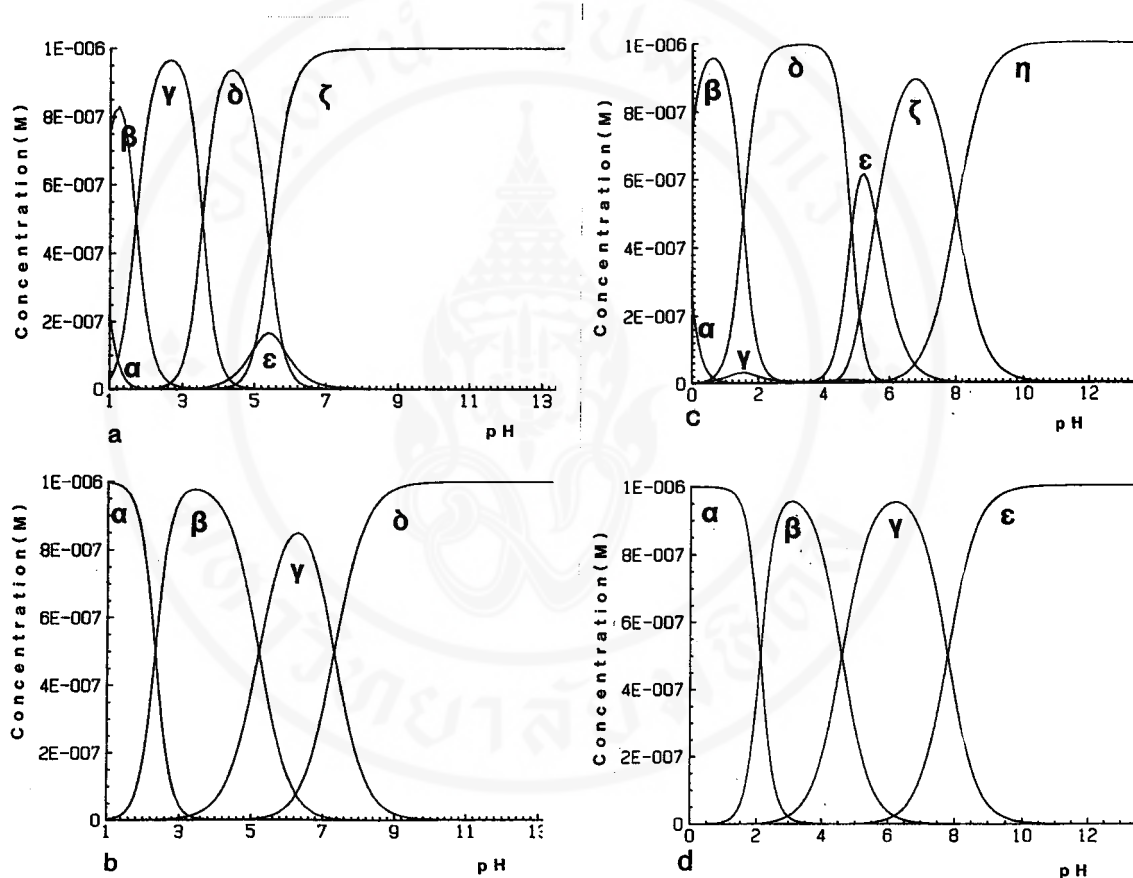 Concentration(M)
1E-006
8E-007
6E-007
4E-007
2E-007
0
α
β
γ
δ
ε
ζ
1 3 5 7 9 11 13
pH
a
Concentration(M)
1E-006
8E-007
6E-007
4E-007
2E-007
0
α
β
γ
δ
ε
ζ
η
0 2 4 6 8 10 12
pH
c
Concentration(M)
1E-006
8E-007
6E-007
4E-007
2E-007
0
α
β
γ
δ
1 3 5 7 9 11
pH
b
Concentration(M)
1E-006
8E-007
6E-007
4E-007
2E-007
0
α
β
γ
ε
0 2 4 6 8 10 12
pH
d